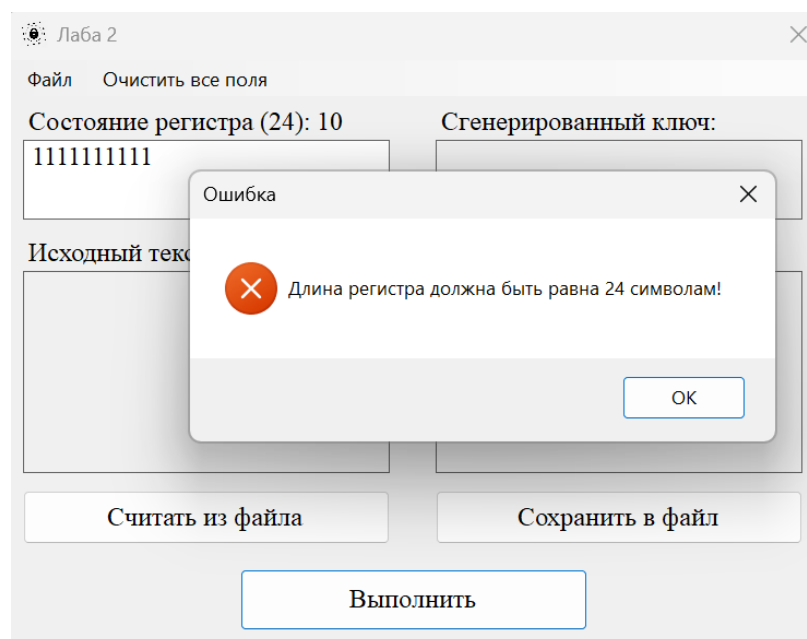 Лаба 2
Файл Очистить все поля
Состояние регистра (24): 10
Сгенерированный ключ:
1111111111
Ошибка
Исходный
Длина регистра должна быть равна 24 символам!
OK
Считать из файла
Сохранить в файл
Выполнить